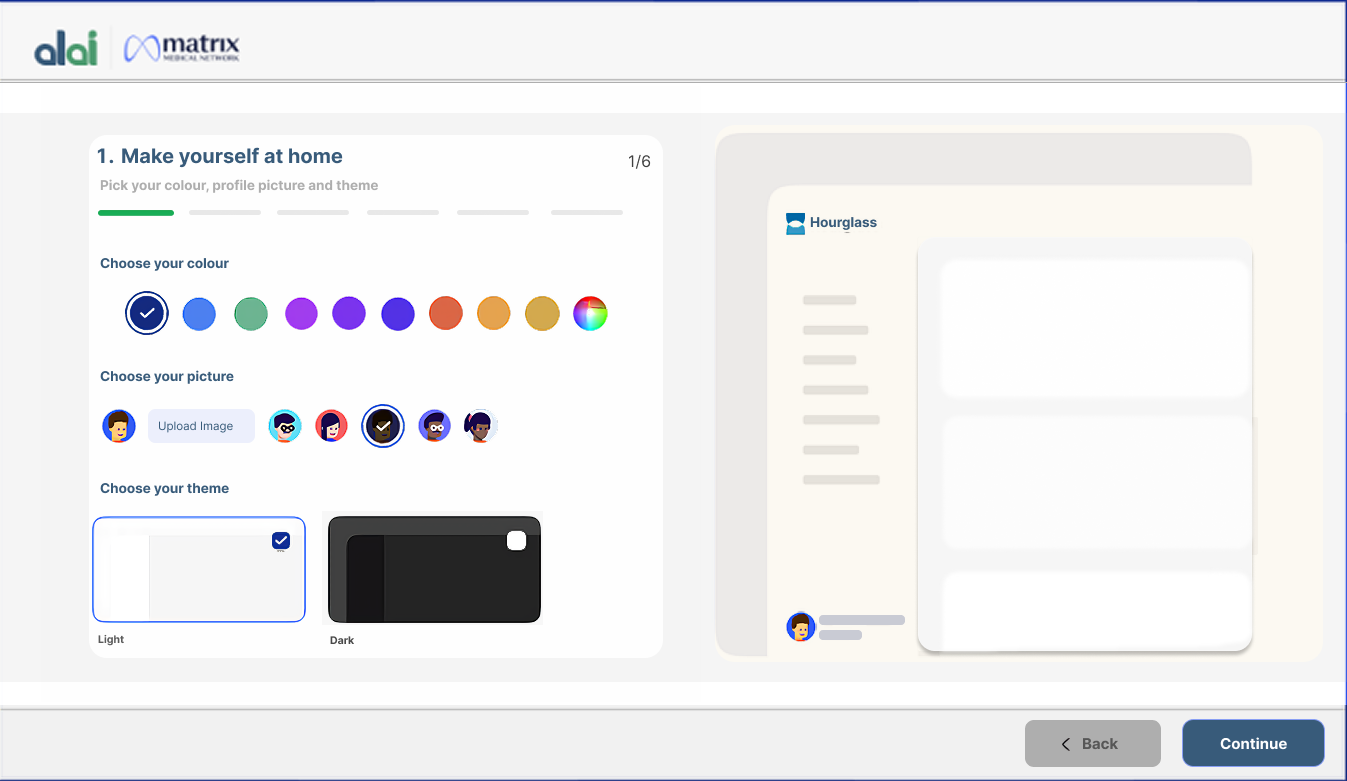 alai
matrix
MEDICAL NETWORK
1. Make yourself at home
1/6
Pick your colour, profile picture and theme
Choose your colour
Choose your picture
Upload Image
Choose your theme
Light
Dark
Hourglass
Back
Continue